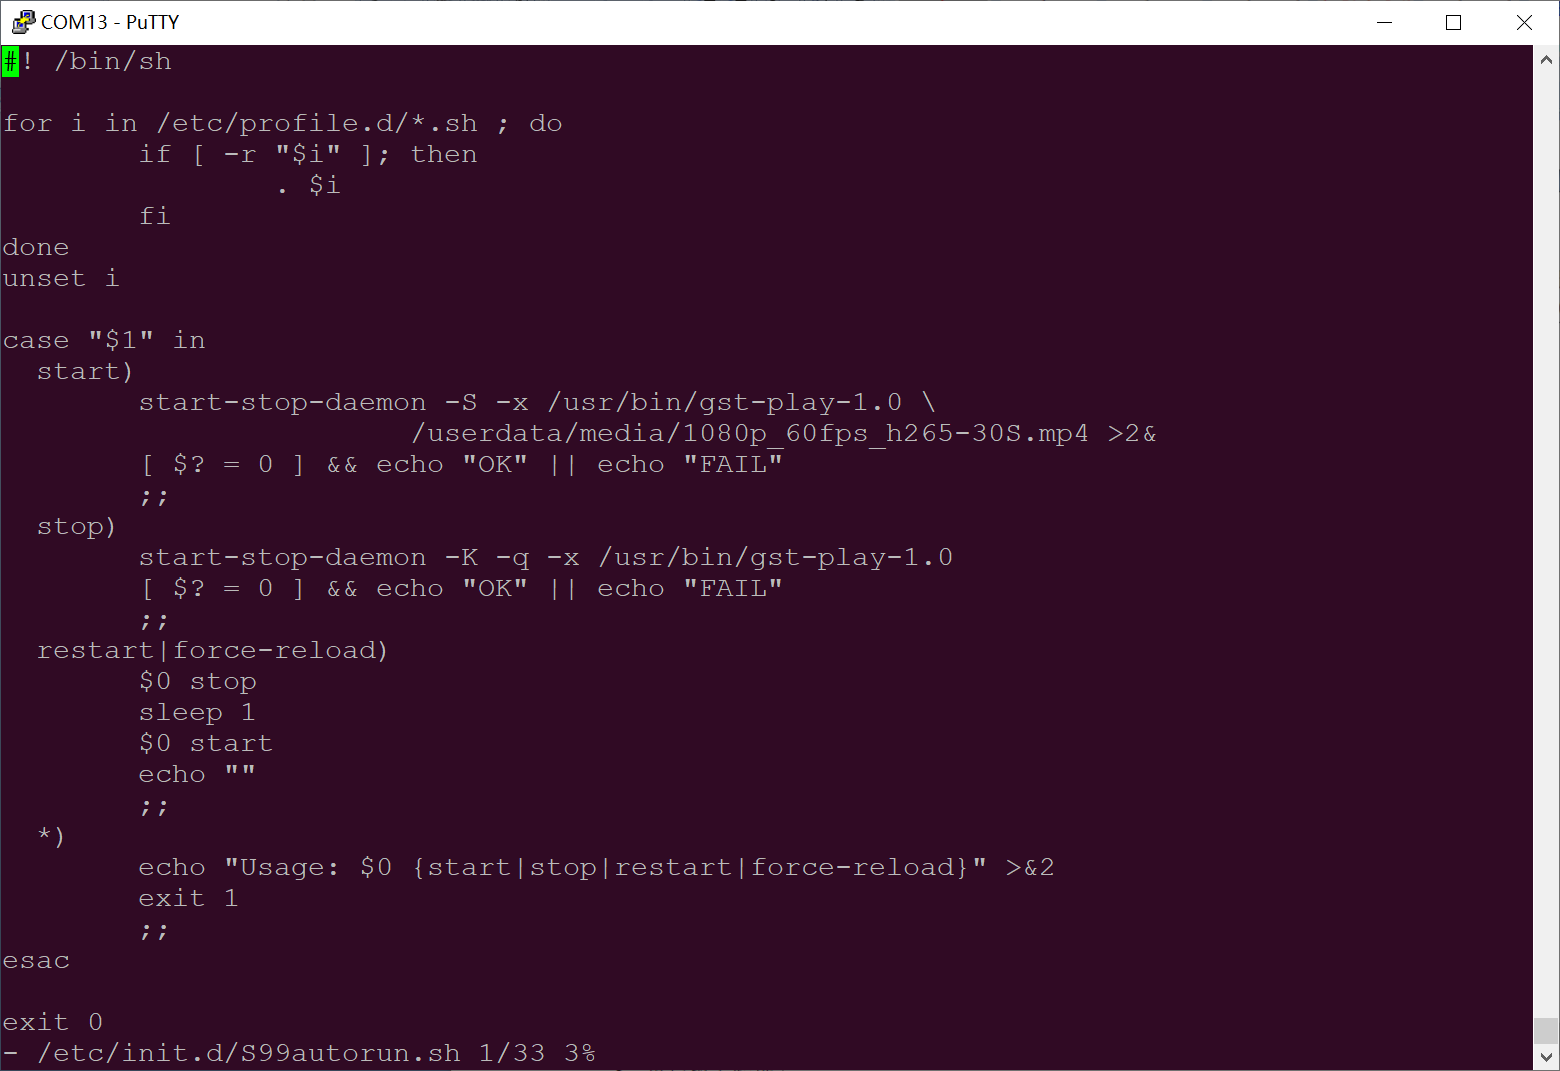 COM13 - PuTTY
#! /bin/sh

for i in /etc/profile.d/*.sh ; do
        if [ -r "$i" ]; then
                . $i
        fi
done
unset i

case "$1" in
  start)
        start-stop-daemon -S -x /usr/bin/gst-play-1.0 \
                        /userdata/media/1080p_60fps_h265-30S.mp4 >2&
        [ $? = 0 ] && echo "OK" || echo "FAIL"
        ;;
  stop)
        start-stop-daemon -K -q -x /usr/bin/gst-play-1.0
        [ $? = 0 ] && echo "OK" || echo "FAIL"
        ;;
  restart|force-reload)
        $0 stop
        sleep 1
        $0 start
        echo ""
        ;;
  *)
        echo "Usage: $0 {start|stop|restart|force-reload}" >&2
        exit 1
        ;;
esac

exit 0
- /etc/init.d/S99autorun.sh 1/33 3%